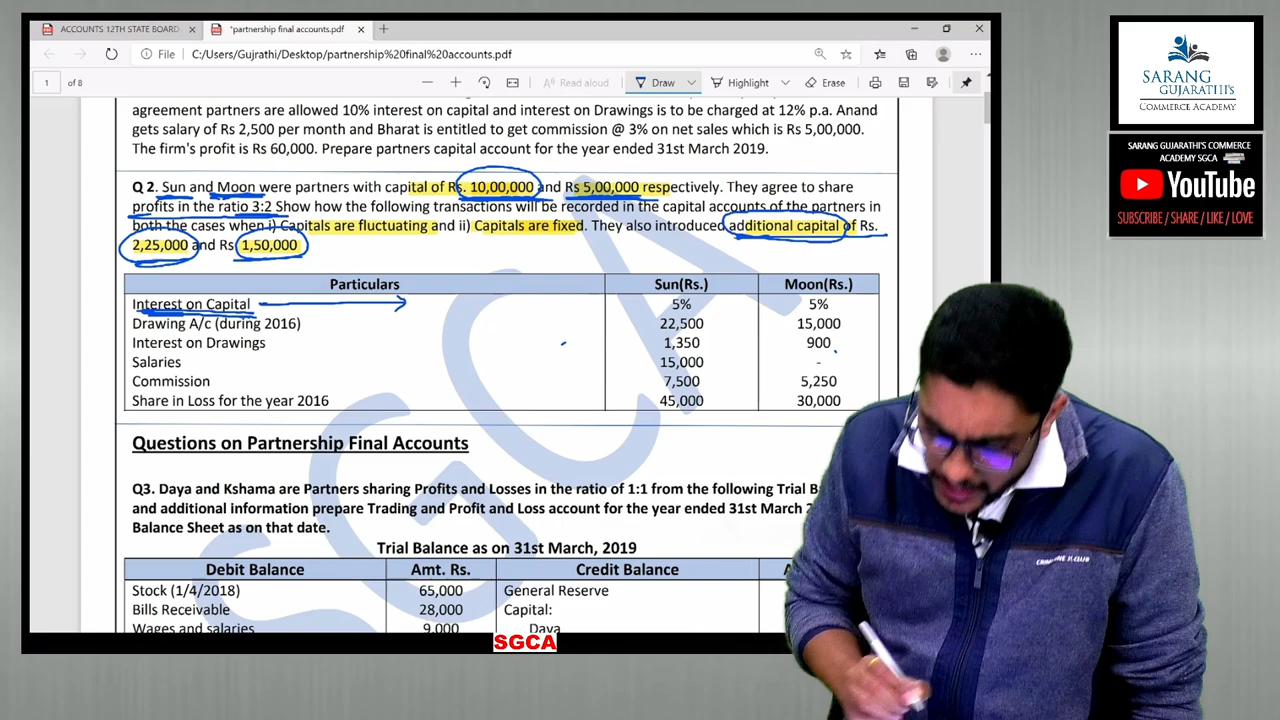 ACCOUNTS 12TH STATE BOARD
*partnership final accounts.pdf
File C:/Users/Gujrathi/Desktop/partnership%20final%20accounts.pdf
1 of 8
Read aloud Draw Highlight Erase
agreement partners are allowed 10% interest on capital and interest on Drawings is to be charged at 12% p.a. Anand
gets salary of Rs 2,500 per month and Bharat is entitled to get commission @ 3% on net sales which is Rs 5,00,000.
The firm's profit is Rs 60,000. Prepare partners capital account for the year ended 31st March 2019.
Q 2. Sun and Moon were partners with capital of Rs. 10,00,000 and Rs 5,00,000 respectively. They agree to share
profits in the ratio 3:2 Show how the following transactions will be recorded in the capital accounts of the partners in
both the cases when i) Capitals are fluctuating and ii) Capitals are fixed. They also introduced additional capital of Rs.
2,25,000 and Rs 1,50,000
Particulars Sun(Rs.) Moon(Rs.)
Interest on Capital 5% 5%
Drawing A/c (during 2016) 22,500 15,000
Interest on Drawings 1,350 900
Salaries 15,000 -
Commission 7,500 5,250
Share in Loss for the year 2016 45,000 30,000
Questions on Partnership Final Accounts
Q3. Daya and Kshama are Partners sharing Profits and Losses in the ratio of 1:1 from the following Trial
and additional information prepare Trading and Profit and Loss account for the year ended 31st March
Balance Sheet as on that date.
Trial Balance as on 31st March, 2019
Debit Balance Amt. Rs. Credit Balance
Stock (1/4/2018) 65,000 General Reserve
Bills Receivable 28,000 Capital:
Wages and salaries 9,000 Daya
SGCA
SGCA
SARANG
GUJARATHI'S
COMMERCE ACADEMY
SARANG GUJARATHI'S COMMERCE
ACADEMY SGCA
YouTube
SUBSCRIBE / SHARE / LIKE / LOVE